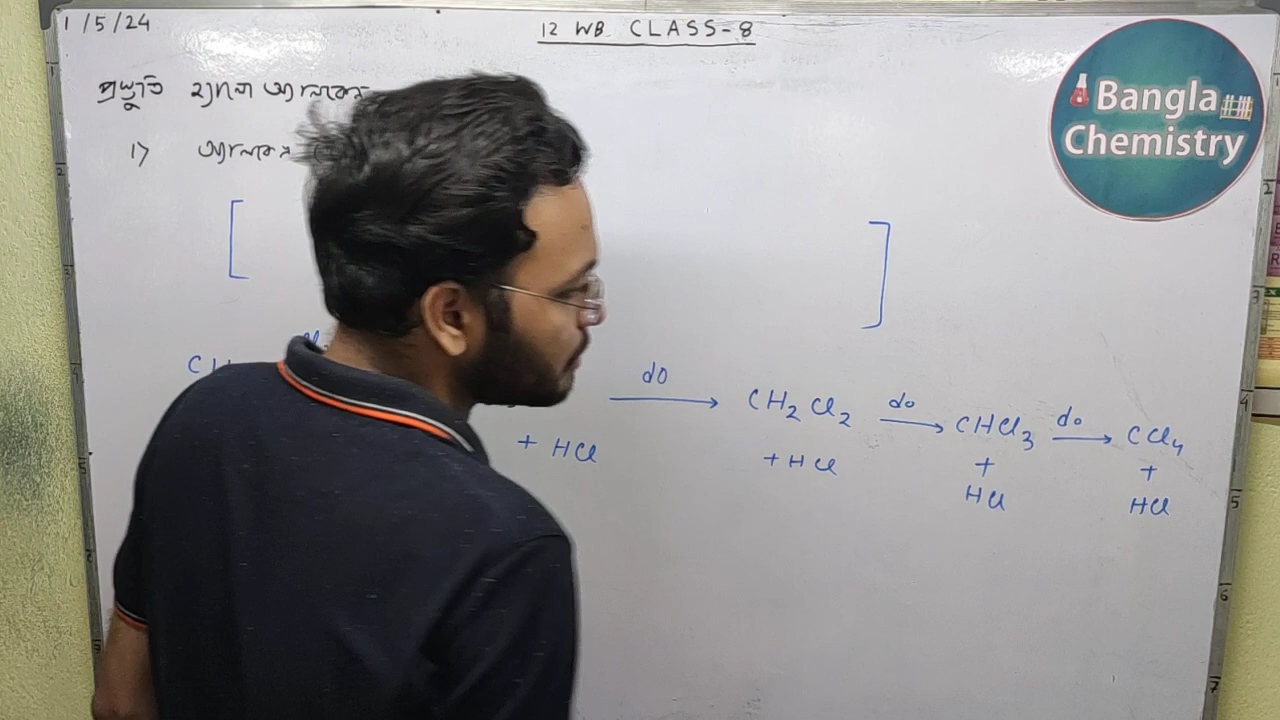 1/5/24
12 WB CLASS-8
Bangla
Chemistry
প্রস্তুতি হ্যালো অ্যালকেন
1>
[ ]
do do do
CH₂Cl₂ CHCl₃ CCl₄
+ HCl + HCl + HCl + HCl